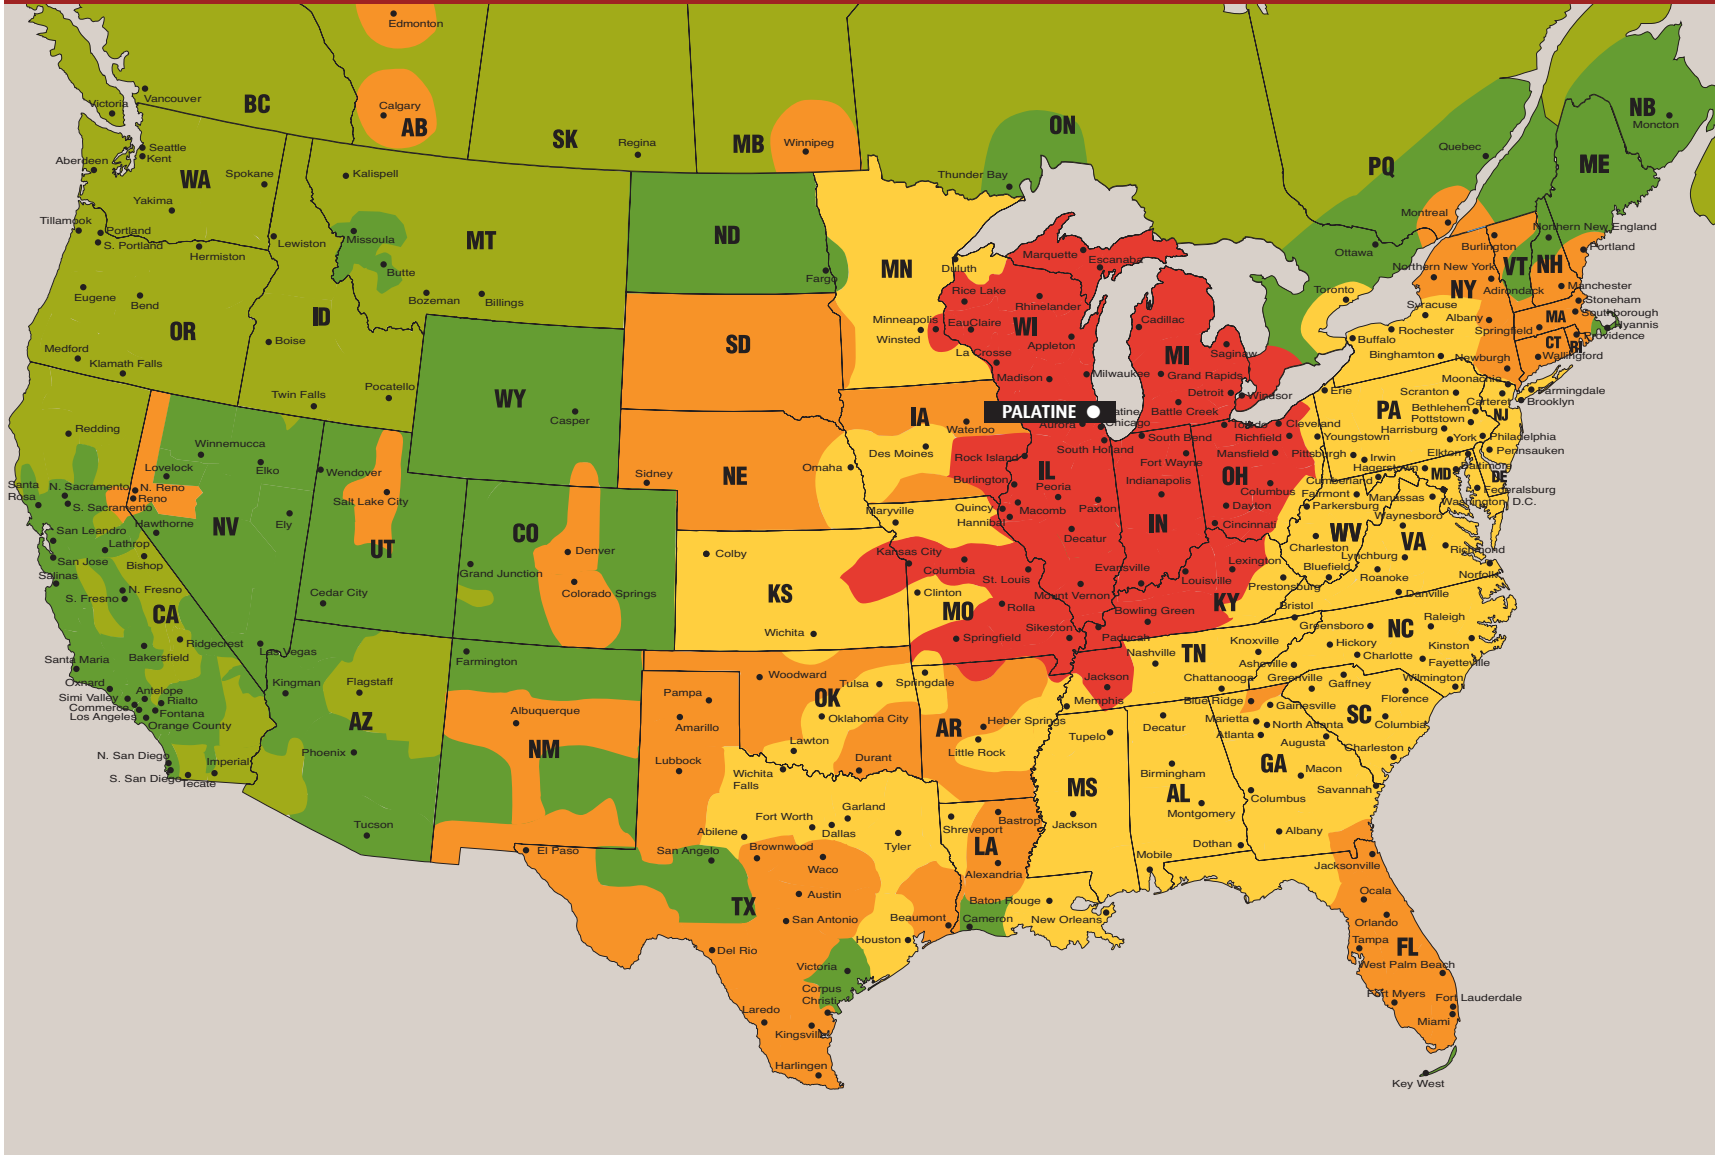 Edmonton
Vancouver
Victoria
BC
Calgary
AB
SK
Regina
MB
Winnipeg
ON
Thunder Bay
PQ
Quebec
NB
Moncton
Montreal
Ottawa
Toronto
ME
Seattle
Kent
Aberdeen
WA
Spokane
Yakima
Tillamook
Portland
S. Portland
Hermiston
Lewiston
Kalispell
Missoula
MT
Butte
Bozeman
Billings
Eugene
Bend
OR
ID
Boise
Medford
Klamath Falls
Twin Falls
Pocatello
WY
Casper
ND
Fargo
SD
MN
Duluth
Minneapolis
Winsted
EauClaire
Rice Lake
Rhinelander
WI
La Crosse
Appleton
Madison
Milwaukee
Marquette
Escanaba
Cadillac
MI
Saginaw
Grand Rapids
Detroit
Windsor
Battle Creek
PALATINE
Aurora
Chicago
South Holland
Northern New England
Burlington
Portland
Northern New York
VT
NH
Adirondack
Manchester
Stoneham
Southborough
Hyannis
Providence
NY
Syracuse
Albany
Rochester
Springfield
MA
CT
RI
Wallingford
Buffalo
Binghamton
Newburgh
Moonachie
Farmingdale
Brooklyn
Erie
Scranton
Carteret
PA
Bethlehem
Pottstown
NJ
Harrisburg
York
Philadelphia
Pennsauken
Youngstown
Pittsburgh
Irwin
Hagerstown
Elkton
Baltimore
MD
DE
Cumberland
Federalsburg
Fairmont
Manassas
Washington D.C.
Parkersburg
Waynesboro
WV
VA
Charleston
Lynchburg
Richmond
Bluefield
Roanoke
Norfolk
Prestonsburg
Danville
Bristol
Redding
Winnemucca
Lovelock
Elko
N. Reno
Reno
Wendover
Salt Lake City
Santa
Rosa
N. Sacramento
S. Sacramento
San Leandro
Hawthorne
Lathrop
San Jose
Bishop
Salinas
N. Fresno
S. Fresno
CA
NV
Ely
UT
Cedar City
Ridgecrest
Bakersfield
Las Vegas
Santa Maria
Oxnard
Simi Valley
Commerce
Los Angeles
Antelope
Rialto
Fontana
Orange County
N. San Diego
S. San Diego
Tecate
Imperial
Kingman
Flagstaff
AZ
Phoenix
Tucson
CO
Denver
Grand Junction
Colorado Springs
Farmington
Albuquerque
NM
El Paso
Sidney
NE
Omaha
IA
Waterloo
Des Moines
Rock Island
Burlington
IL
Peoria
Macomb
Paxton
Quincy
Hannibal
Decatur
Maryville
Kansas City
Columbia
St. Louis
Clinton
MO
Rolla
Mount Vernon
Sikeston
Springfield
Paducah
Colby
KS
Wichita
South Bend
Fort Wayne
Indianapolis
IN
Evansville
Toledo
Cleveland
Richfield
Mansfield
OH
Columbus
Dayton
Cincinnati
Lexington
Louisville
KY
Bowling Green
Woodward
Tulsa
OK
Oklahoma City
Lawton
Durant
Springdale
AR
Heber Springs
Little Rock
Pampa
Amarillo
Lubbock
Wichita
Falls
Fort Worth
Garland
Dallas
Abilene
Brownwood
Tyler
San Angelo
Waco
TX
Austin
San Antonio
Del Rio
Beaumont
Houston
Victoria
Corpus
Christi
Laredo
Kingsville
Harlingen
Shreveport
Bastrop
LA
Alexandria
Baton Rouge
Cameron
New Orleans
Jackson
Memphis
Nashville
TN
Knoxville
Chattanooga
Tupelo
MS
Jackson
Decatur
Birmingham
AL
Montgomery
Mobile
Dothan
Greensboro
Raleigh
NC
Hickory
Kinston
Charlotte
Fayetteville
Asheville
Greenville
Gaffney
Wilmington
Florence
SC
Columbia
Charleston
Blue Ridge
Gainesville
Marietta
North Atlanta
Atlanta
Augusta
GA
Macon
Savannah
Columbus
Albany
Jacksonville
Ocala
Orlando
Tampa
FL
West Palm Beach
Fort Myers
Fort Lauderdale
Miami
Key West